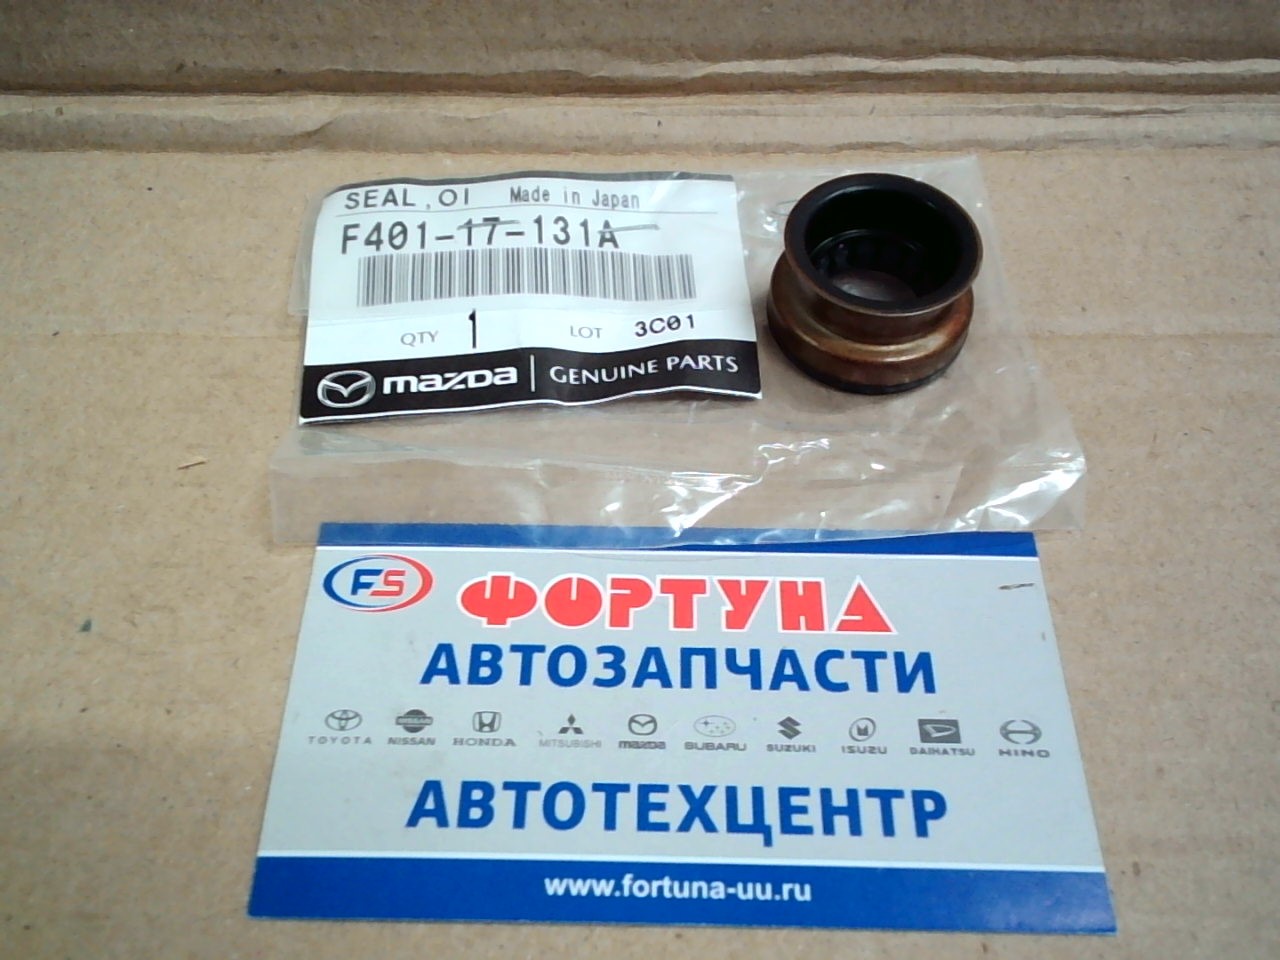 SEAL,OI Made in Japan
F401-17-131A
QTY 1 LOT 3C01
mazda GENUINE PARTS
FS ФОРТУНА
АВТОЗАПЧАСТИ
TOYOTA NISSAN HONDA MITSUBISHI mazda SUBARU SUZUKI ISUZU DAIHATSU HINO
АВТОТЕХЦЕНТР
www.fortuna-uu.ru